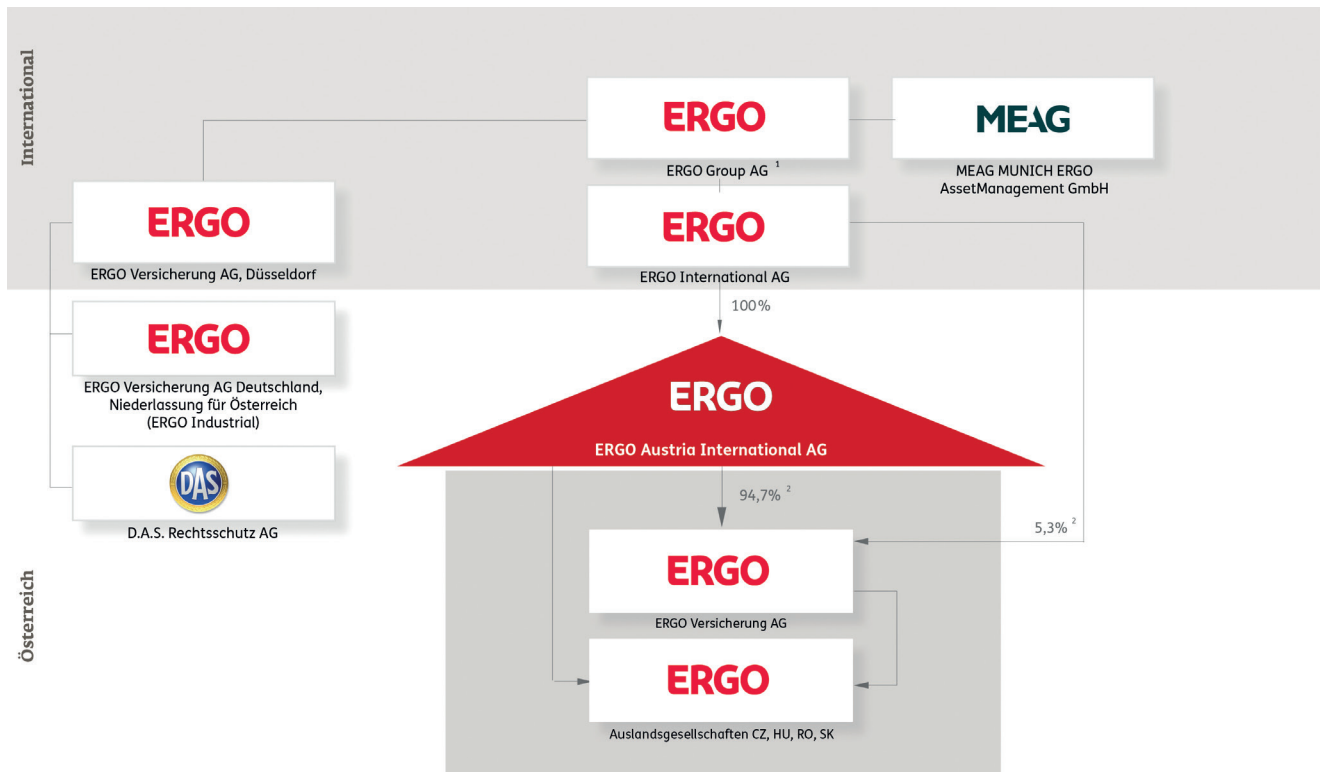 International
ERGO
ERGO Group AG 1
MEAG
MEAG MUNICH ERGO
AssetManagement GmbH
ERGO
ERGO Versicherung AG, Düsseldorf
ERGO
ERGO International AG
100%
ERGO
ERGO Versicherung AG Deutschland,
Niederlassung für Österreich
(ERGO Industrial)
ERGO
ERGO Austria International AG
DAS
D.A.S. Rechtsschutz AG
94,7% 2
5,3% 2
Österreich
ERGO
ERGO Versicherung AG
ERGO
Auslandsgesellschaften CZ, HU, RO, SK